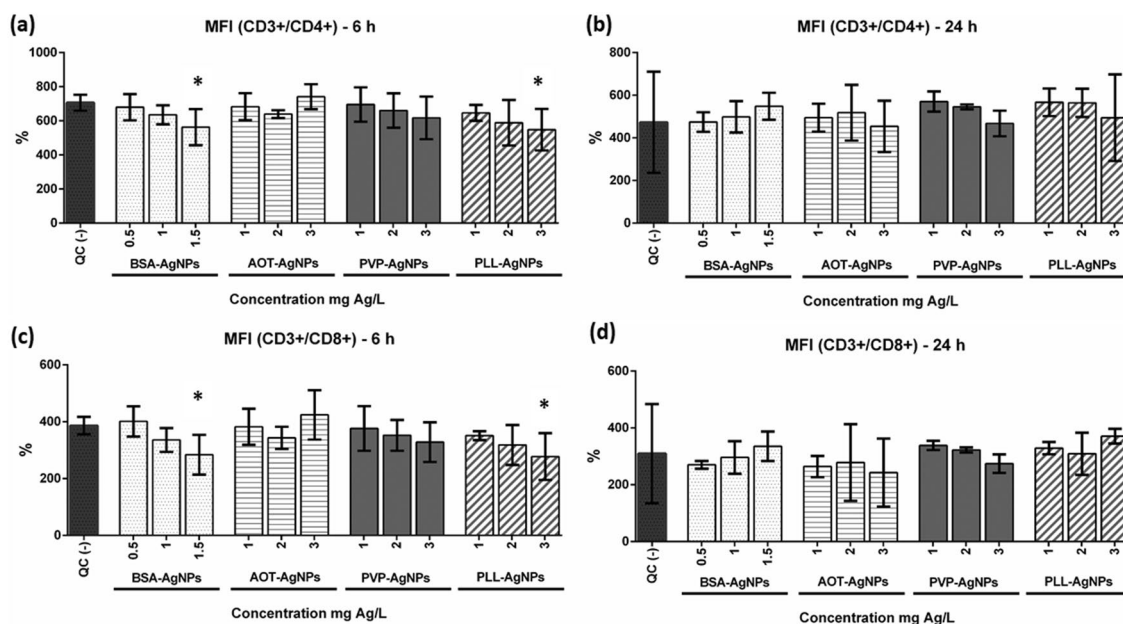 (a)
MFI (CD3+/CD4+) - 6 h
1000
800
600
400
200
0
%
* *
QC (-) 0.5 1 1.5 1 2 3 1 2 3 1 2 3
BSA-AgNPs AOT-AgNPs PVP-AgNPs PLL-AgNPs
Concentration mg Ag/L
(b)
MFI (CD3+/CD4+) - 24 h
800
600
400
200
0
%
QC (-) 0.5 1 1.5 1 2 3 1 2 3 1 2 3
BSA-AgNPs AOT-AgNPs PVP-AgNPs PLL-AgNPs
Concentration mg Ag/L
(c)
MFI (CD3+/CD8+) - 6 h
600
400
200
0
%
* *
QC (-) 0.5 1 1.5 1 2 3 1 2 3 1 2 3
BSA-AgNPs AOT-AgNPs PVP-AgNPs PLL-AgNPs
Concentration mg Ag/L
(d)
MFI (CD3+/CD8+) - 24 h
600
400
200
0
%
QC (-) 0.5 1 1.5 1 2 3 1 2 3 1 2 3
BSA-AgNPs AOT-AgNPs PVP-AgNPs PLL-AgNPs
Concentration mg Ag/L